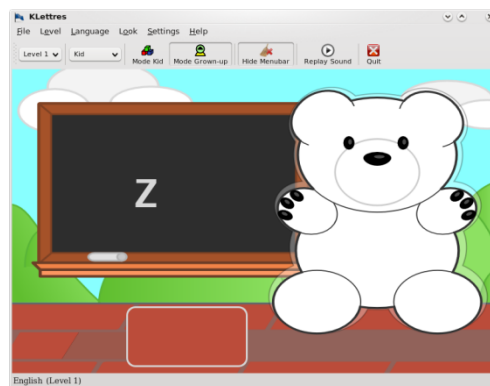 KLettres
File Level Language Look Settings Help
Level 1 Kid Mode Kid Mode Grown-up Hide Menubar Replay Sound Quit
Z
English (Level 1)